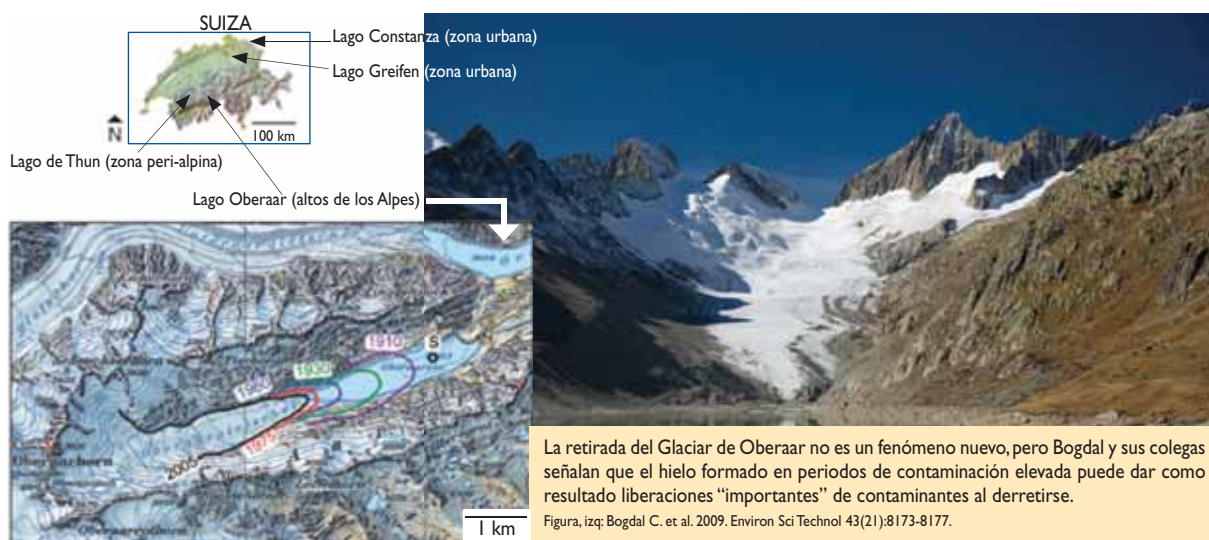 SUIZA
Lago Constanza (zona urbana)
Lago Greifen (zona urbana)
N
100 km
Lago de Thun (zona peri-alpina)
Lago Oberaar (altos de los Alpes)
1910
S
1930
1970
2005
1 km
La retirada del Glaciar de Oberaar no es un fenómeno nuevo, pero Bogdal y sus colegas
señalan que el hielo formado en periodos de contaminación elevada puede dar como
resultado liberaciones “importantes” de contaminantes al derretirse.
Figura, izq: Bogdal C. et al. 2009. Environ Sci Technol 43(21):8173-8177.